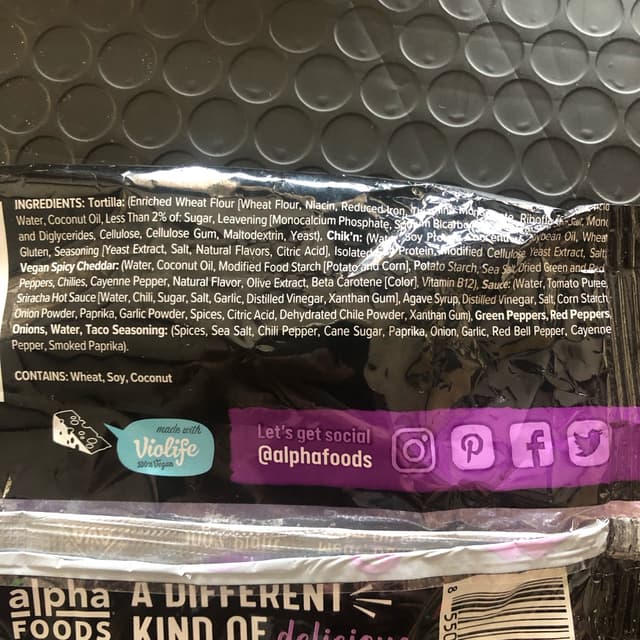 INGREDIENTS: Tortilla: (Enriched Wheat Flour [Wheat Flour, Niacin, Reduced Iron,
Water, Coconut Oil, Less Than 2% of: Sugar, Leavening [Monocalcium Phosphate, Salt, Mono
and Diglycerides, Cellulose, Cellulose Gum, Maltodextrin, Yeast). Chik'n: (Water, Soy Soybean Oil, Wheat
Gluten, Seasoning [Yeast Extract, Salt, Natural Flavors, Citric Acid], Isolated Protein, Modified Cellulose, Yeast Extract, Salt)
Vegan Spicy Cheddar: (Water, Coconut Oil, Modified Food Starch [Potato and Corn], Potato Starch, Sea Salt, Dried Green and Red
Peppers, Chilies, Cayenne Pepper, Natural Flavor, Olive Extract, Beta Carotene [Color], Vitamin B12), Sauce: (Water, Tomato Puree,
Sriracha Hot Sauce [Water, Chili, Sugar, Salt, Garlic, Distilled Vinegar, Xanthan Gum], Agave Syrup, Distilled Vinegar, Salt, Corn Starch,
Onion Powder, Paprika, Garlic Powder, Spices, Citric Acid, Dehydrated Chile Powder, Xanthan Gum), Green Peppers, Red Peppers,
Onions, Water, Taco Seasoning: (Spices, Sea Salt, Chili Pepper, Cane Sugar, Paprika, Onion, Garlic, Red Bell Pepper, Cayenne
Pepper, Smoked Paprika).
CONTAINS: Wheat, Soy, Coconut
made with
Violife
100% Vegan
Let's get social
@alphafoods
alpha
FOODS
A DIFFERENT
KIND OF delicious
8